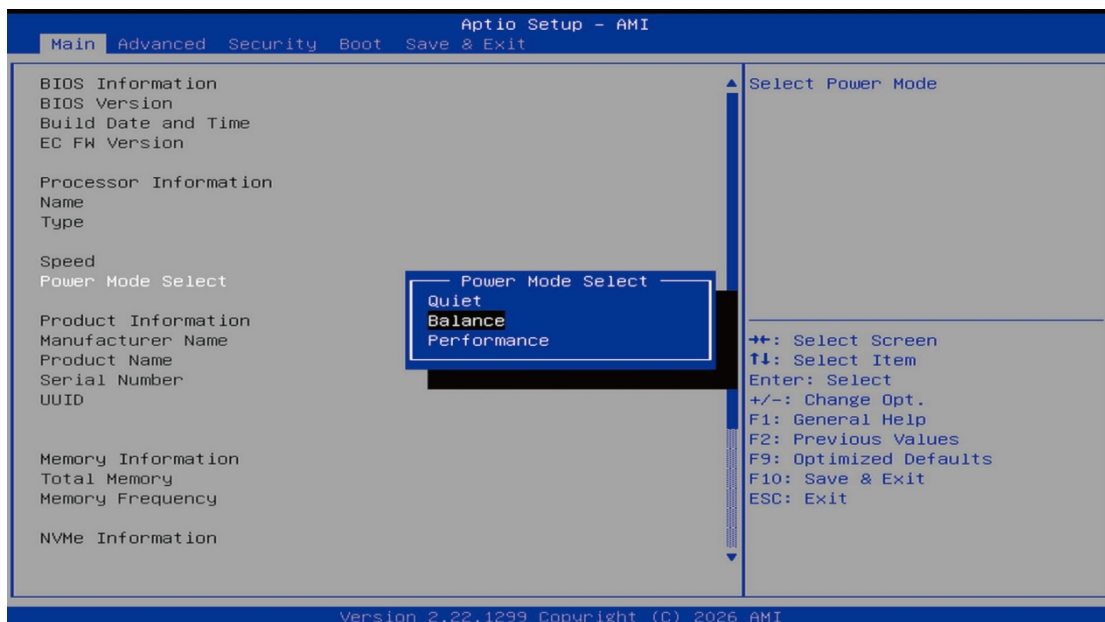 Aptio Setup – AMI
Main Advanced Security Boot Save & Exit
BIOS Information
BIOS Version
Build Date and Time
EC FW Version
Processor Information
Name
Type
Speed
Power Mode Select
Product Information
Manufacturer Name
Product Name
Serial Number
UUID
Memory Information
Total Memory
Memory Frequency
NVMe Information
Power Mode Select
Quiet
Balance
Performance
Select Power Mode
→←: Select Screen
↑↓: Select Item
Enter: Select
+/-: Change Opt.
F1: General Help
F2: Previous Values
F9: Optimized Defaults
F10: Save & Exit
ESC: Exit
Version 2.22.1299 Copyright (C) 2026 AMI